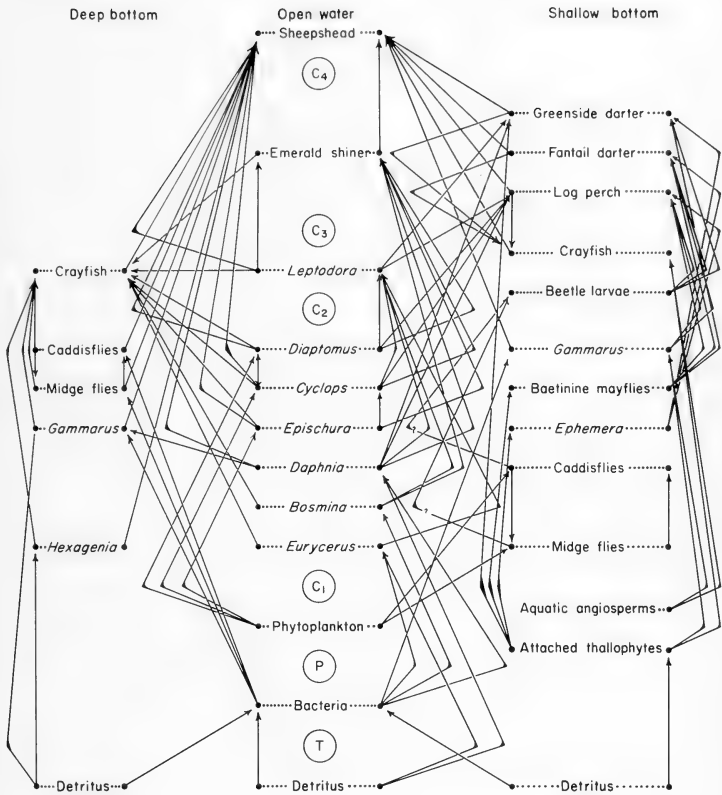 Deep bottom
Open water
Shallow bottom
Sheepshead
C4
Greenside darter
Emerald shiner
Fantail darter
Log perch
C3
Crayfish
Crayfish
Leptodora
Beetle larvae
C2
Caddisflies
Diaptomus
Gammarus
Midge flies
Cyclops
Baetinine mayflies
Gammarus
Epischura
Ephemera
?
Daphnia
Caddisflies
Bosmina
?
Hexagenia
Eurycerus
Midge flies
C1
Aquatic angiosperms
Phytoplankton
Attached thallophytes
P
Bacteria
T
Detritus
Detritus
Detritus